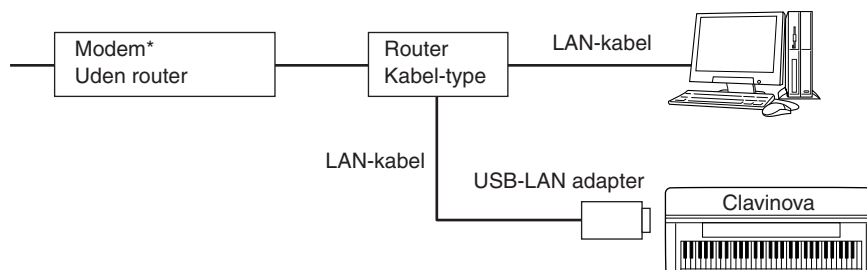 Modem*
Uden router
Router
Kabel-type
LAN-kabel
LAN-kabel
USB-LAN adapter
Clavinova